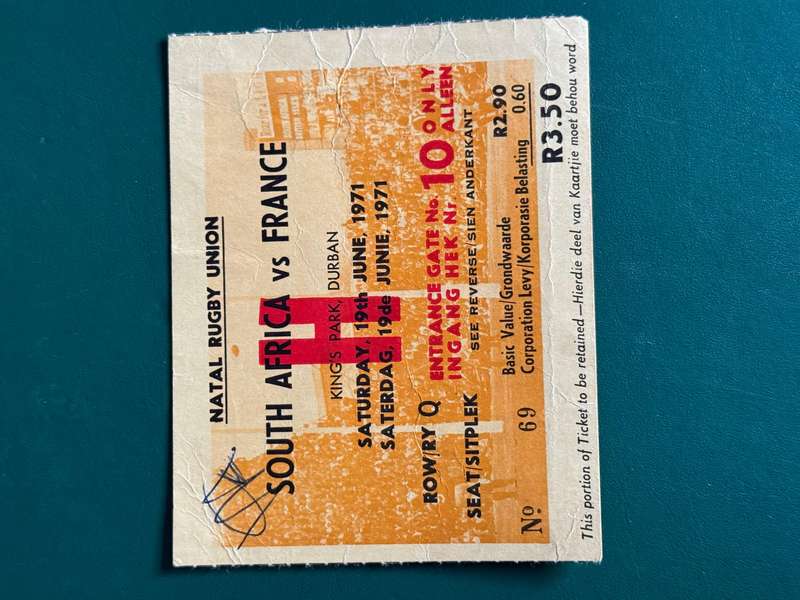 NATAL RUGBY UNION
SOUTH AFRICA vs FRANCE
H
KING'S PARK, DURBAN
SATURDAY, 19th JUNE, 1971
SATERDAG, 19de JUNIE, 1971
ROW/RY Q
ENTRANCE GATE No. 10 ONLY
INGANG HEK Nr 10 ALLEEN
SEAT/SITPLEK
SEE REVERSE/SIEN ANDERKANT
Basic Value/Grondwaarde R2.90
Corporation Levy/Korporasie Belasting 0.60
No 69
R3.50
This portion of Ticket to be retained —Hierdie deel van Kaartjie moet behou word